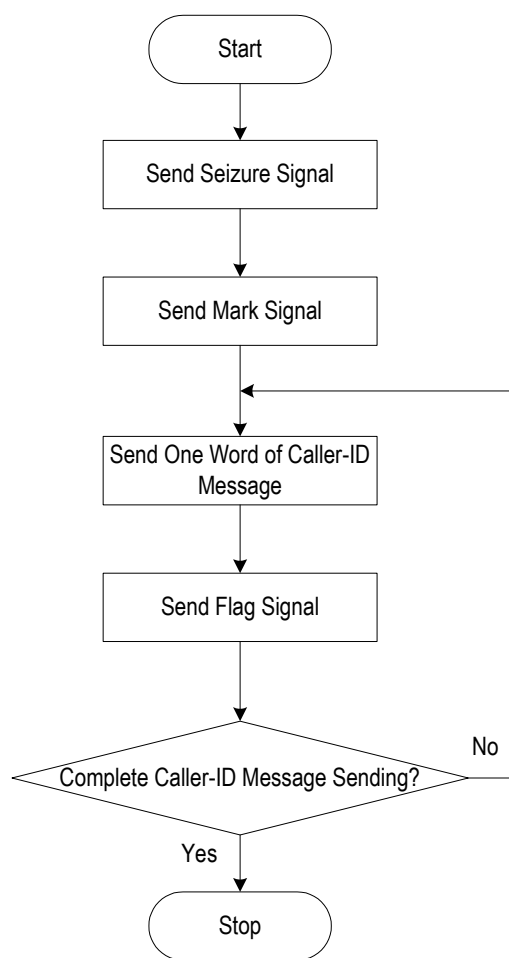 Start
Send Seizure Signal
Send Mark Signal
Send One Word of Caller-ID
Message
Send Flag Signal
Complete Caller-ID Message Sending?
No
Yes
Stop